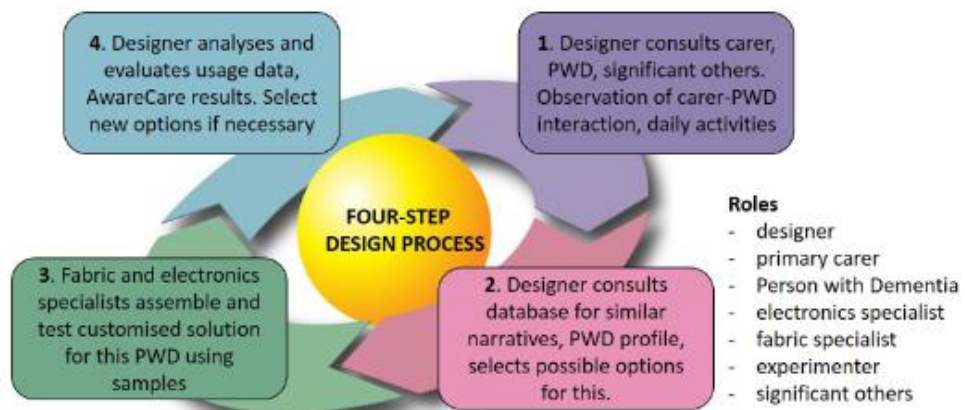 4. Designer analyses and
evaluates usage data,
AwareCare results. Select
new options if necessary
1. Designer consults carer,
PWD, significant others.
Observation of carer-PWD
interaction, daily activities
FOUR-STEP
DESIGN PROCESS
3. Fabric and electronics
specialists assemble and
test customised solution
for this PWD using
samples
2. Designer consults
database for similar
narratives, PWD profile,
selects possible options
for this.
Roles
- designer
- primary carer
- Person with Dementia
- electronics specialist
- fabric specialist
- experimenter
- significant others